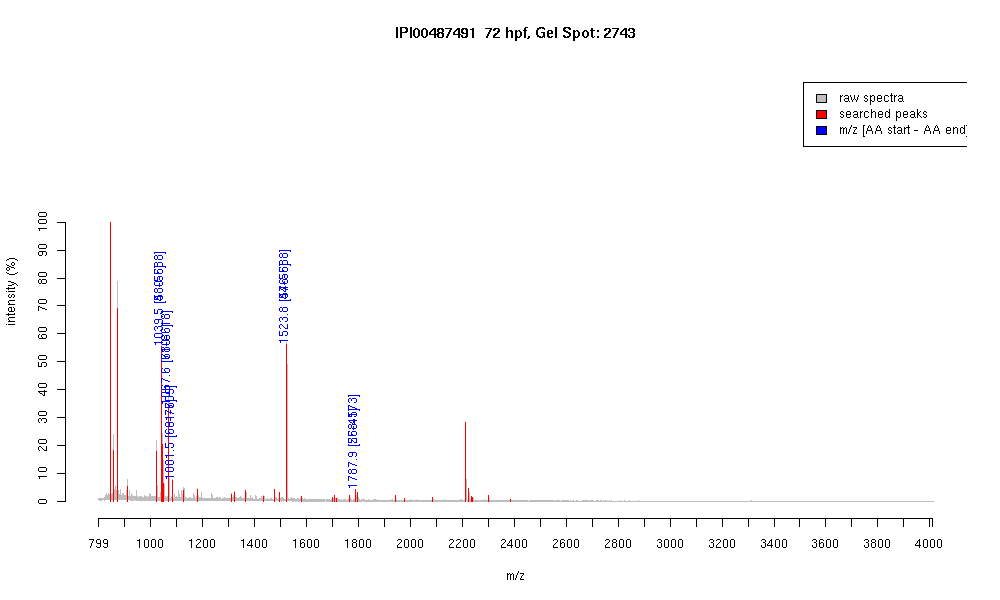 IPI00487491 72 hpf, Gel Spot: 2743
raw spectra
searched peaks
m/z [AA start - AA end]
intensity (%)
100
90
80
70
60
50
40
30
20
10
0
1039.5
1523.8
1787.9
799 1000 1200 1400 1600 1800 2000 2200 2400 2600 2800 3000 3200 3400 3600 3800 4000
m/z